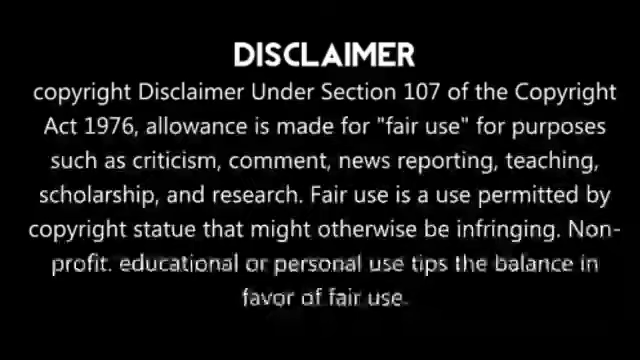 DISCLAIMER
copyright Disclaimer Under Section 107 of the Copyright
Act 1976, allowance is made for "fair use" for purposes
such as criticism, comment, news reporting, teaching,
scholarship, and research. Fair use is a use permitted by
copyright statue that might otherwise be infringing. Non-
profit. educational or personal use tips the balance in
favor of fair use.